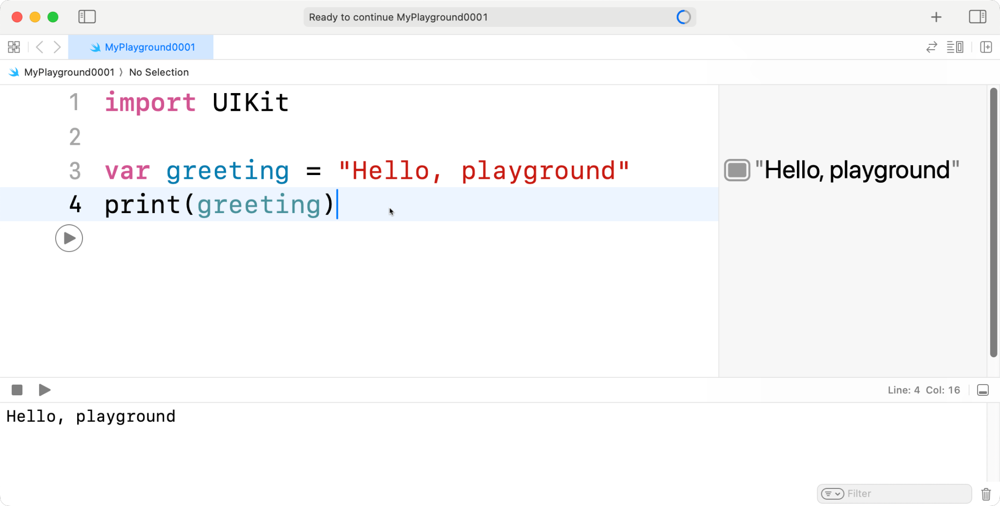 Ready to continue MyPlayground0001
MyPlayground0001
MyPlayground0001 ⟩ No Selection
1 import UIKit
2
3 var greeting = "Hello, playground"
"Hello, playground"
4 print(greeting)
Line: 4 Col: 16
Hello, playground
Filter